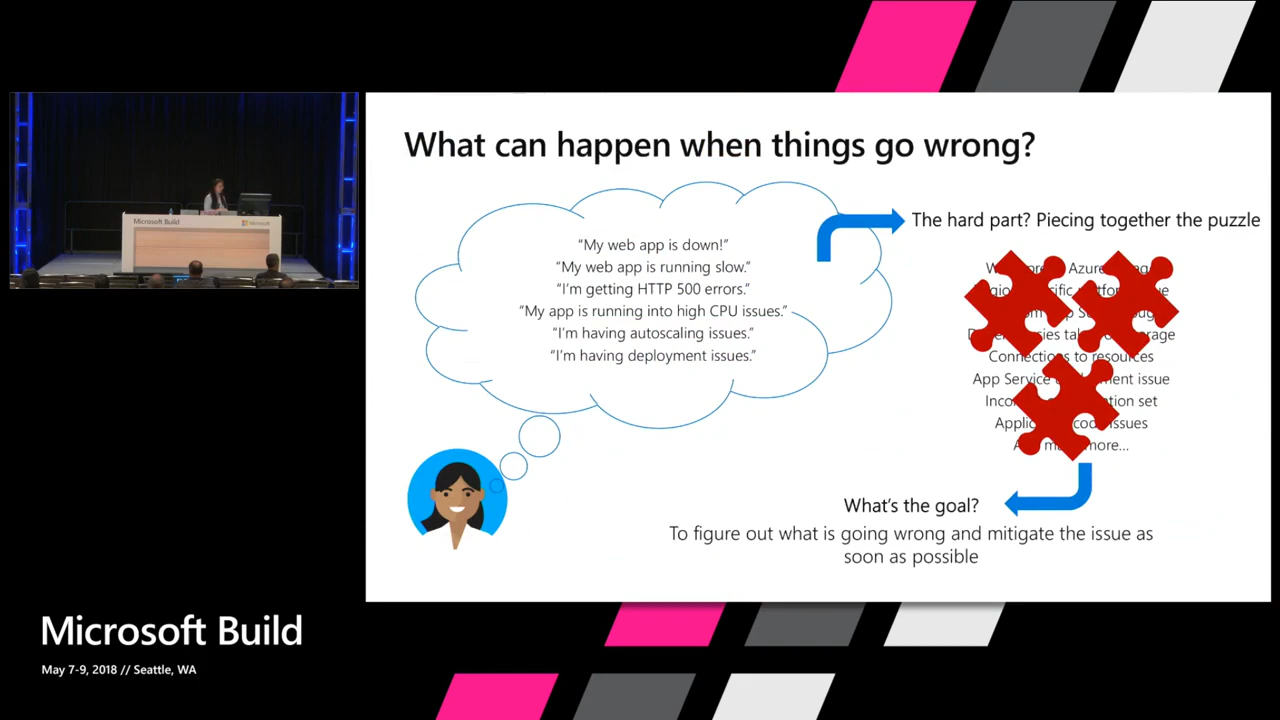 What can happen when things go wrong?
The hard part? Piecing together the puzzle
“My web app is down!”
“My web app is running slow.”
“I’m getting HTTP 500 errors.”
“My app is running into high CPU issues.”
“I’m having autoscaling issues.”
“I’m having deployment issues.”
Connections to resources
App Service issue
set
issues
more...
What’s the goal?
To figure out what is going wrong and mitigate the issue as
soon as possible
Microsoft Build
Microsoft
Microsoft Build
May 7-9, 2018 // Seattle, WA